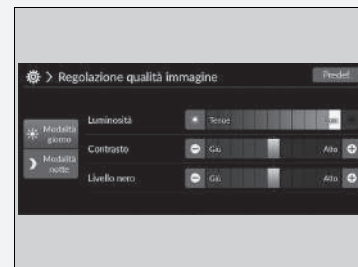 > Regolazione qualità immagine
Predef.
Modalità
giorno
Modalità
notte
Luminosità
Tenue
Contrasto
Giù
Alto
Livello nero
Giù
Alto